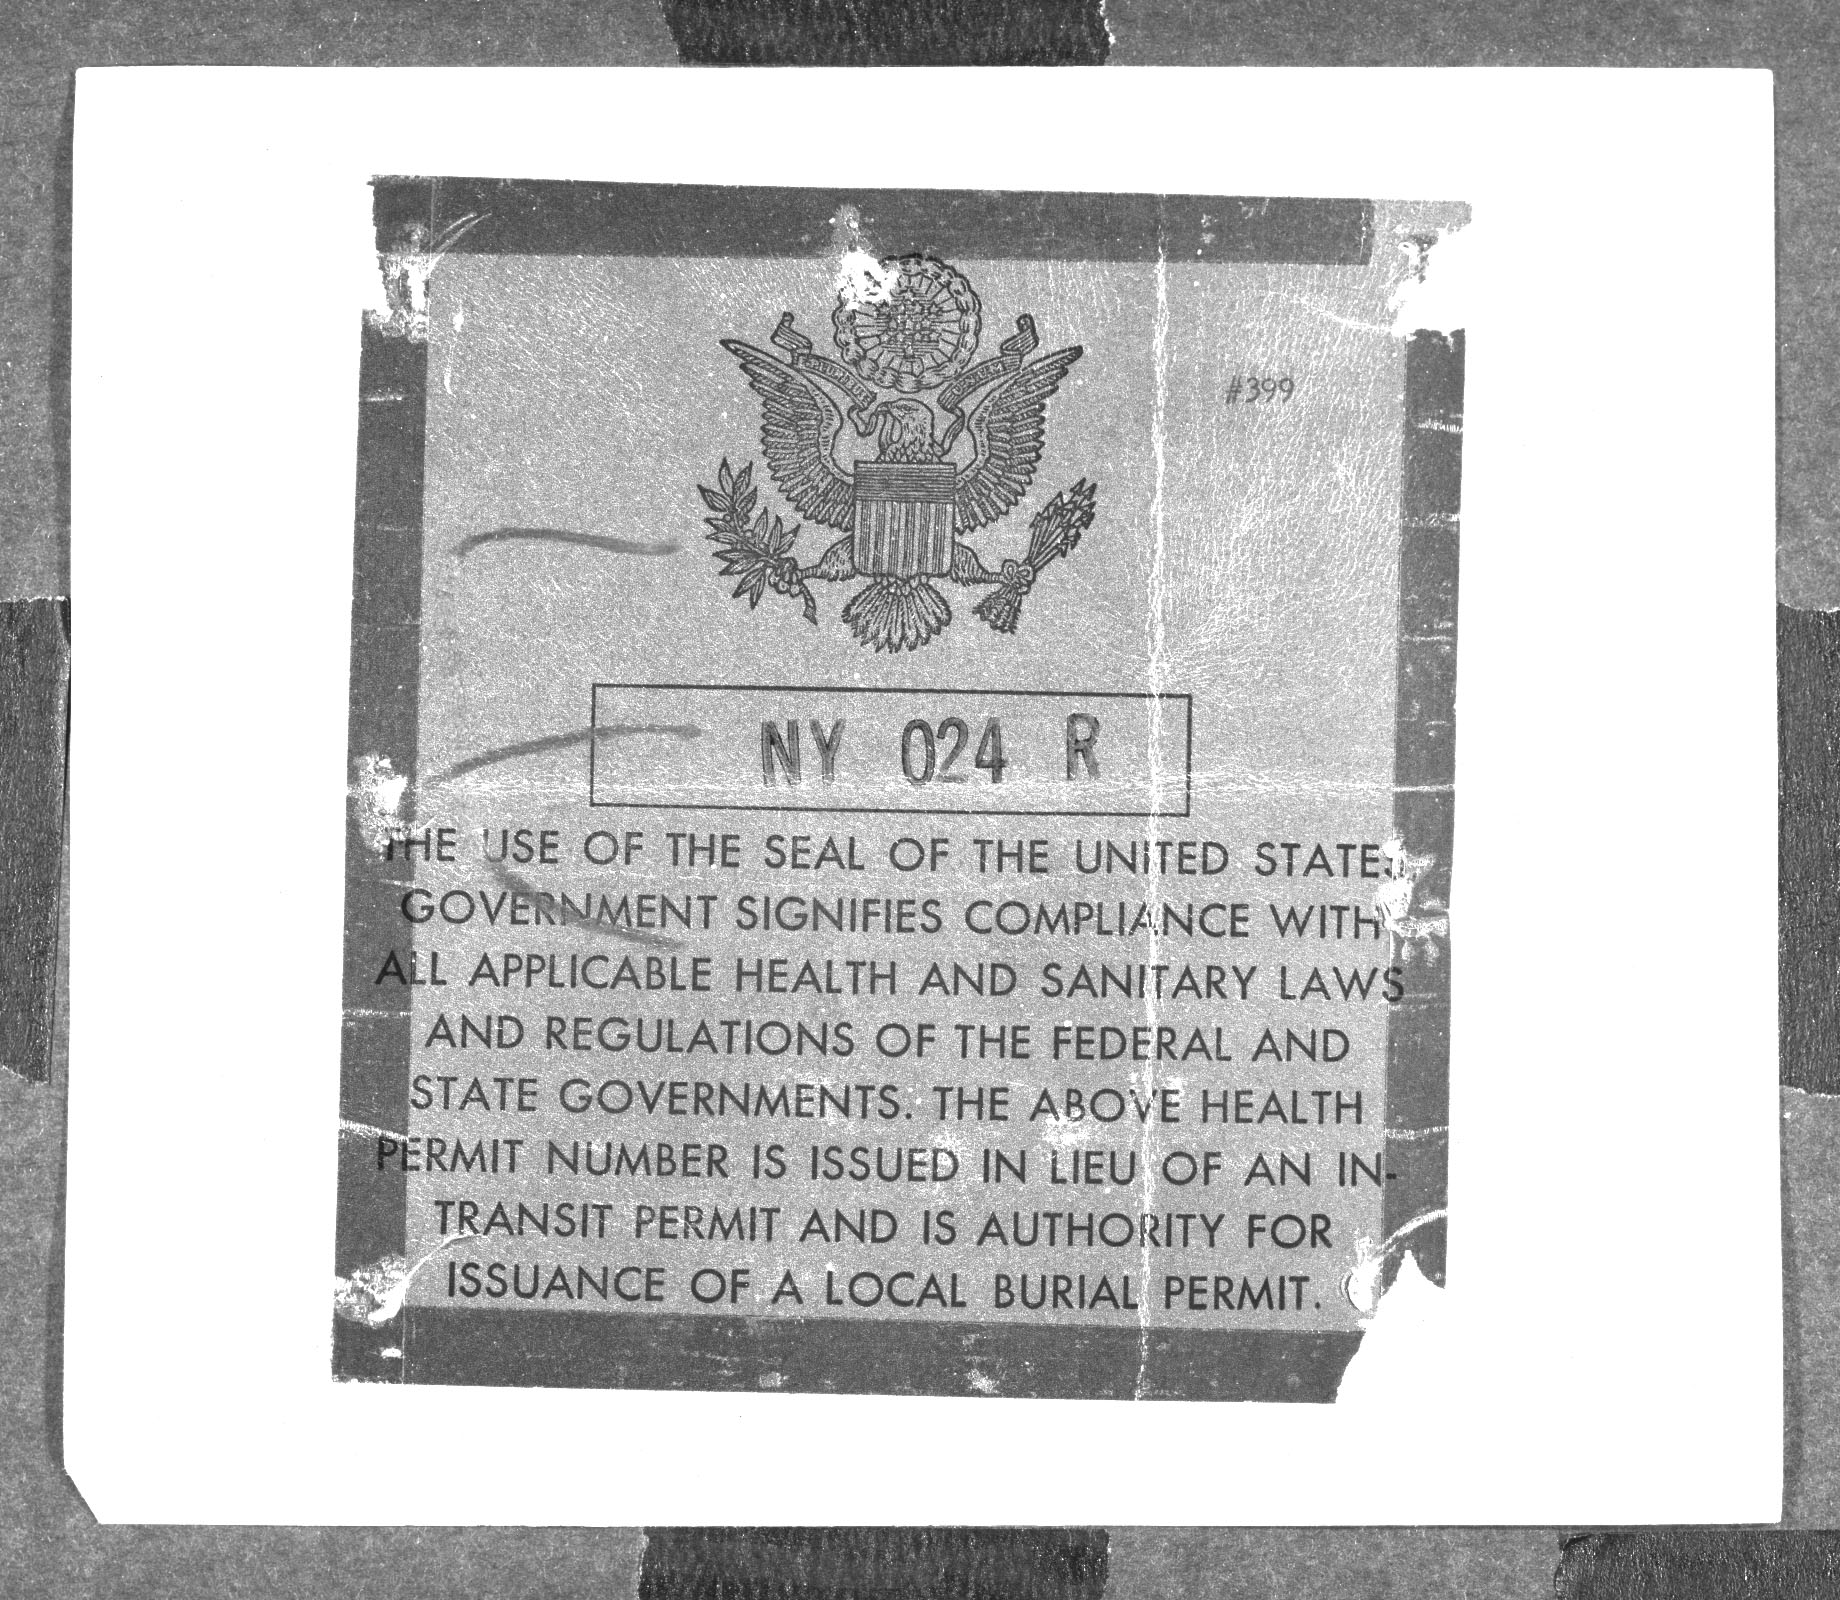 #399
NY 024 R
THE USE OF THE SEAL OF THE UNITED STATES
GOVERNMENT SIGNIFIES COMPLIANCE WITH
ALL APPLICABLE HEALTH AND SANITARY LAWS
AND REGULATIONS OF THE FEDERAL AND
STATE GOVERNMENTS. THE ABOVE HEALTH
PERMIT NUMBER IS ISSUED IN LIEU OF AN IN-
TRANSIT PERMIT AND IS AUTHORITY FOR
ISSUANCE OF A LOCAL BURIAL PERMIT.